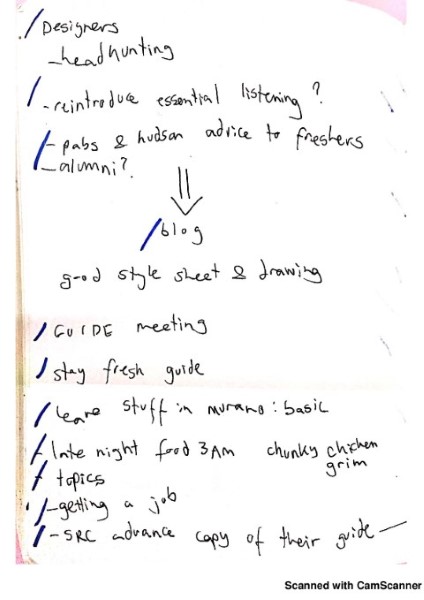 Designers
- headhunting
- reintroduce essential listening?
- pabs & hudson advice to freshers
- alumni?
blog
good style sheet & drawing
GUIDE meeting
stay fresh guide
leave stuff in murano: basic
late night food 3AM chunky chicken
grim
topics
- getting a job
- SRC advance copy of their guide —
Scanned with CamScanner